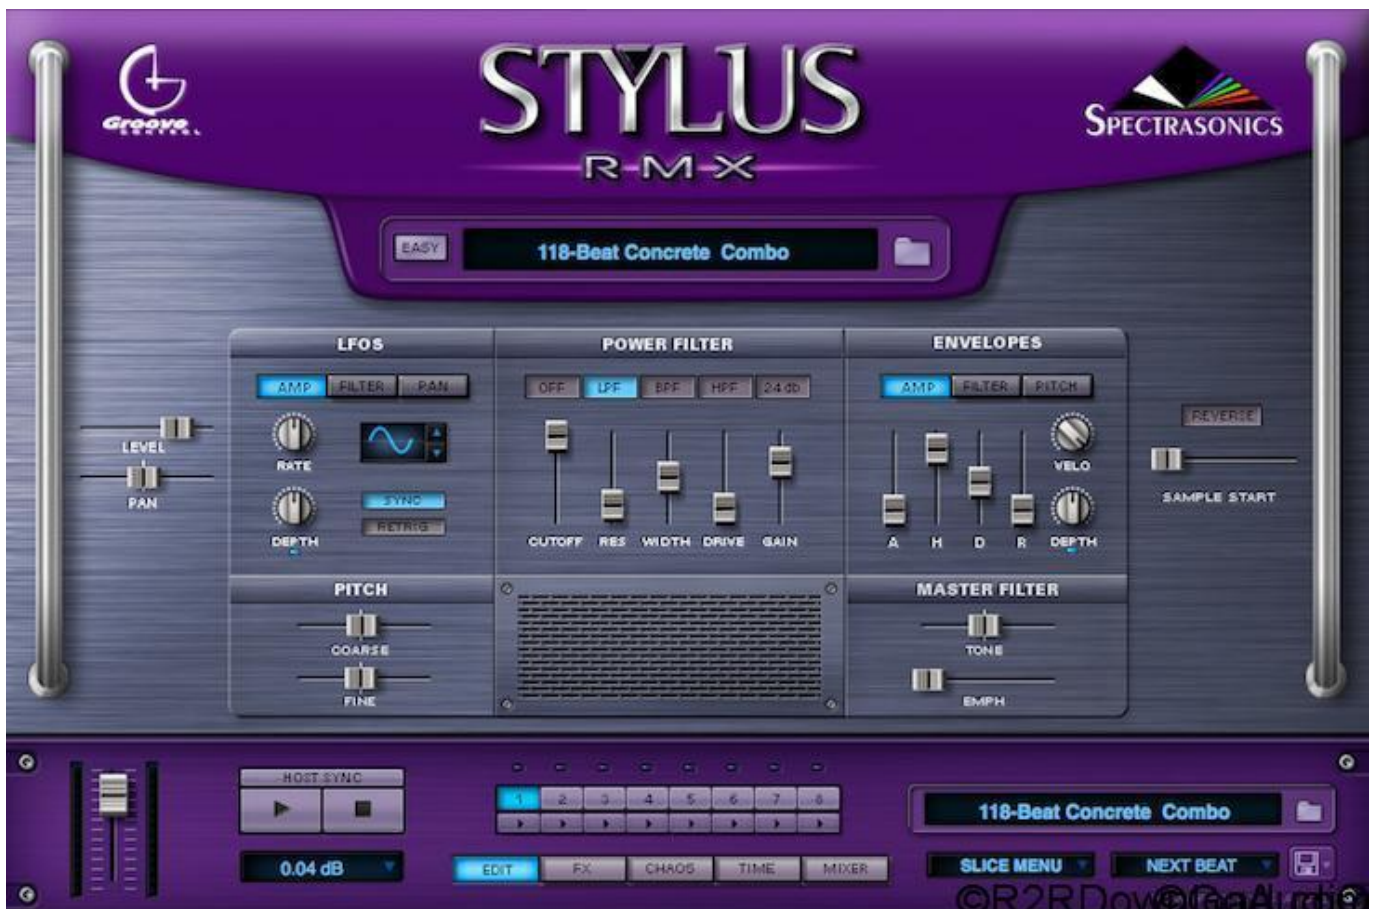 Groove
CONTROL
STYLUS
RMX
SPECTRASONICS
EASY
118-Beat Concrete Combo
LFOS
POWER FILTER
ENVELOPES
AMP FILTER PAN
OFF LPF BPF HPF 24 db
AMP FILTER PITCH
LEVEL
PAN
RATE
SYNC
RETRIG
DEPTH
CUTOFF RES WIDTH DRIVE GAIN
VELO
A H D R DEPTH
REVERSE
SAMPLE START
PITCH
COARSE
FINE
MASTER FILTER
TONE
EMPH
HOST SYNC
0.04 dB
1 2 3 4 5 6 7 8
EDIT FX CHAOS TIME MIXER
118-Beat Concrete Combo
SLICE MENU NEXT BEAT